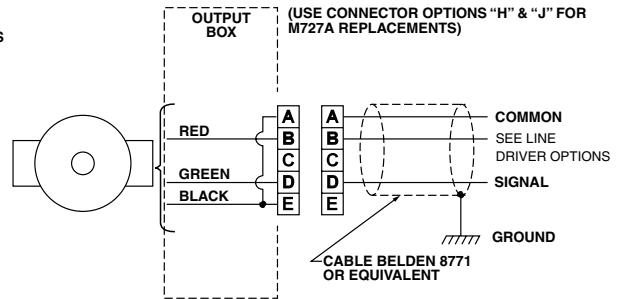 OUTPUT
BOX
(USE CONNECTOR OPTIONS “H” & “J” FOR
M727A REPLACEMENTS)
S
A
A
COMMON
RED
B
B
SEE LINE
DRIVER OPTIONS
C
C
GREEN
D
D
SIGNAL
BLACK
E
E
GROUND
CABLE BELDEN 8771
OR EQUIVALENT